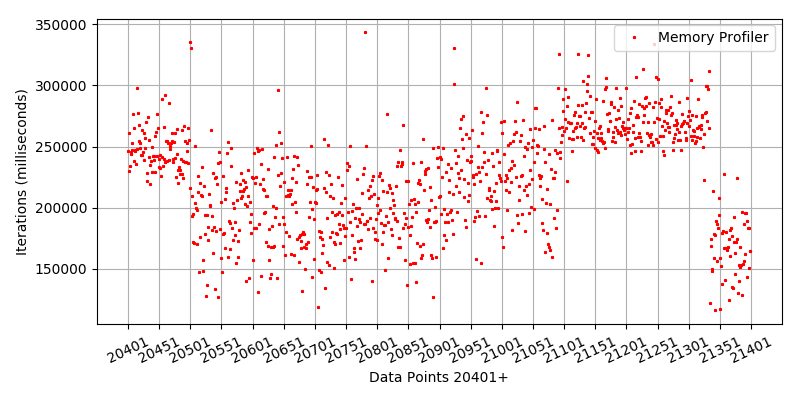 350000
300000
250000
200000
150000
Iterations (milliseconds)
Memory Profiler
20401 20451 20501 20551 20601 20651 20701 20751 20801 20851 20901 20951 21001 21051 21101 21151 21201 21251 21301 21351 21401
Data Points 20401+